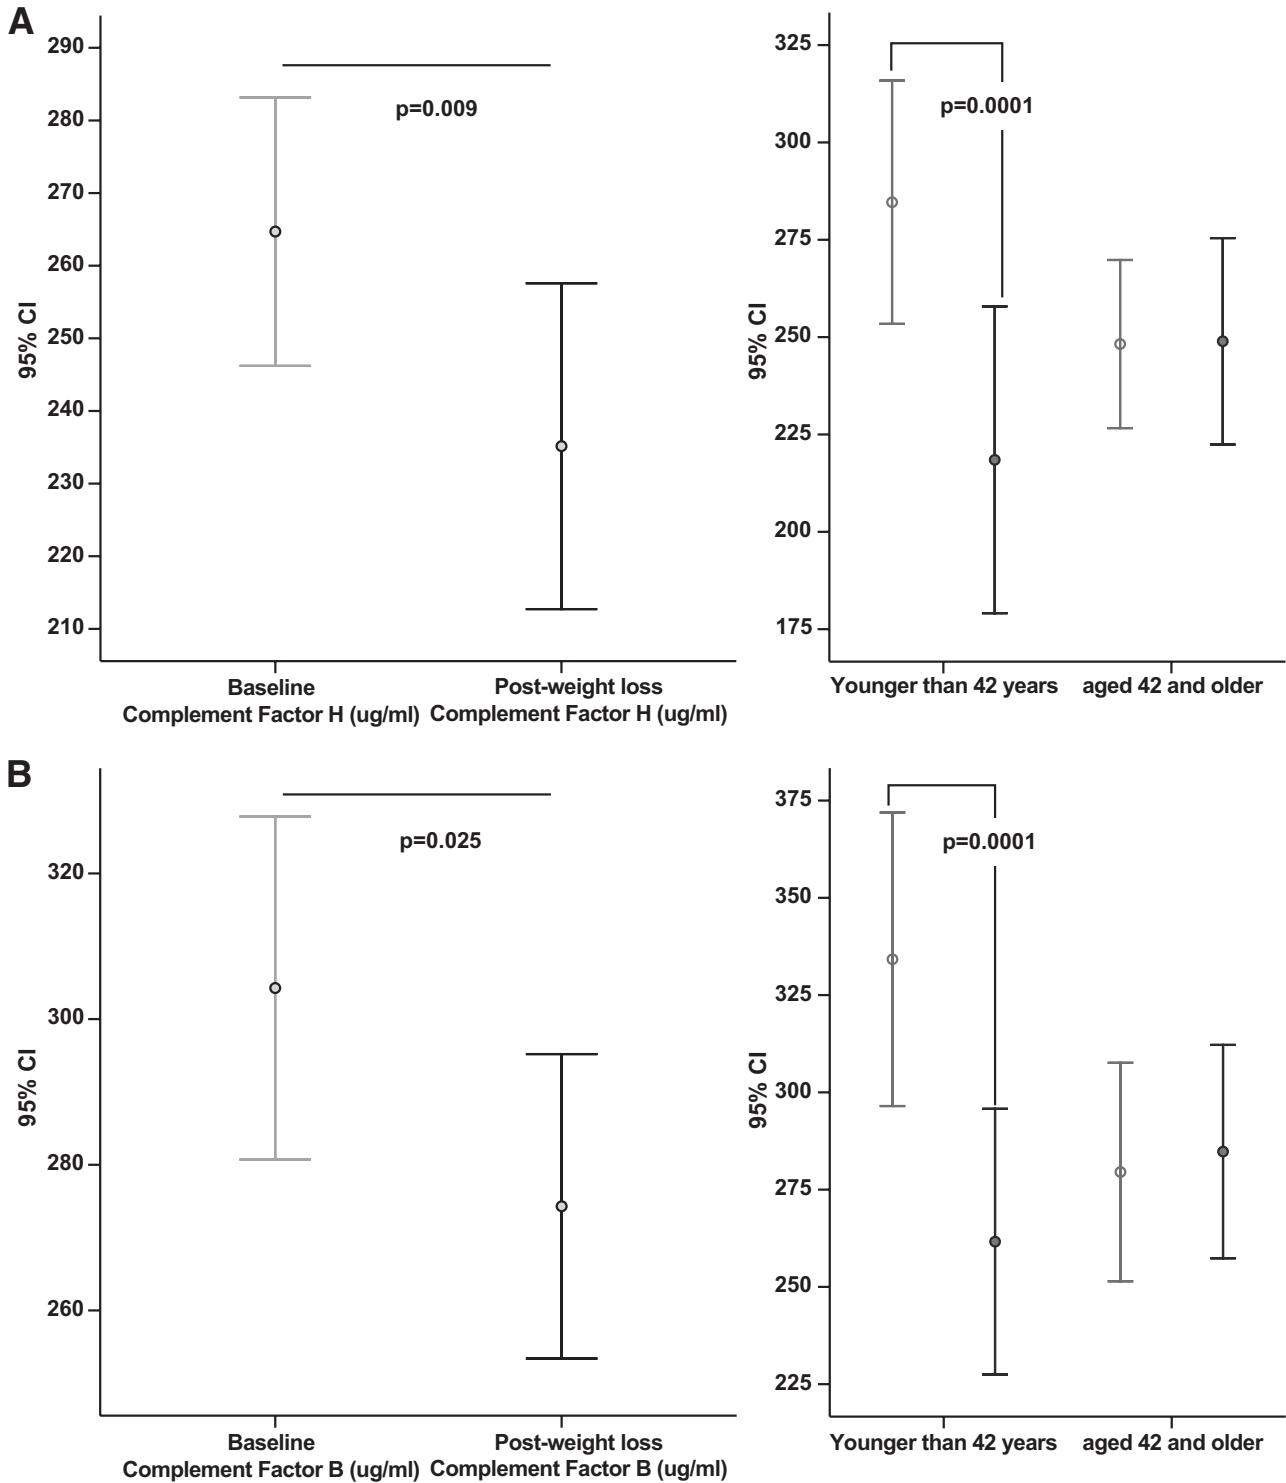 A
290
280
270
260
250
240
230
220
210
95% CI
p=0.009
Baseline
Complement Factor H (ug/ml)
Post-weight loss
Complement Factor H (ug/ml)
325
300
275
250
225
200
175
95% CI
p=0.0001
Younger than 42 years
aged 42 and older
B
320
300
280
260
95% CI
p=0.025
Baseline
Complement Factor B (ug/ml)
Post-weight loss
Complement Factor B (ug/ml)
375
350
325
300
275
250
225
95% CI
p=0.0001
Younger than 42 years
aged 42 and older